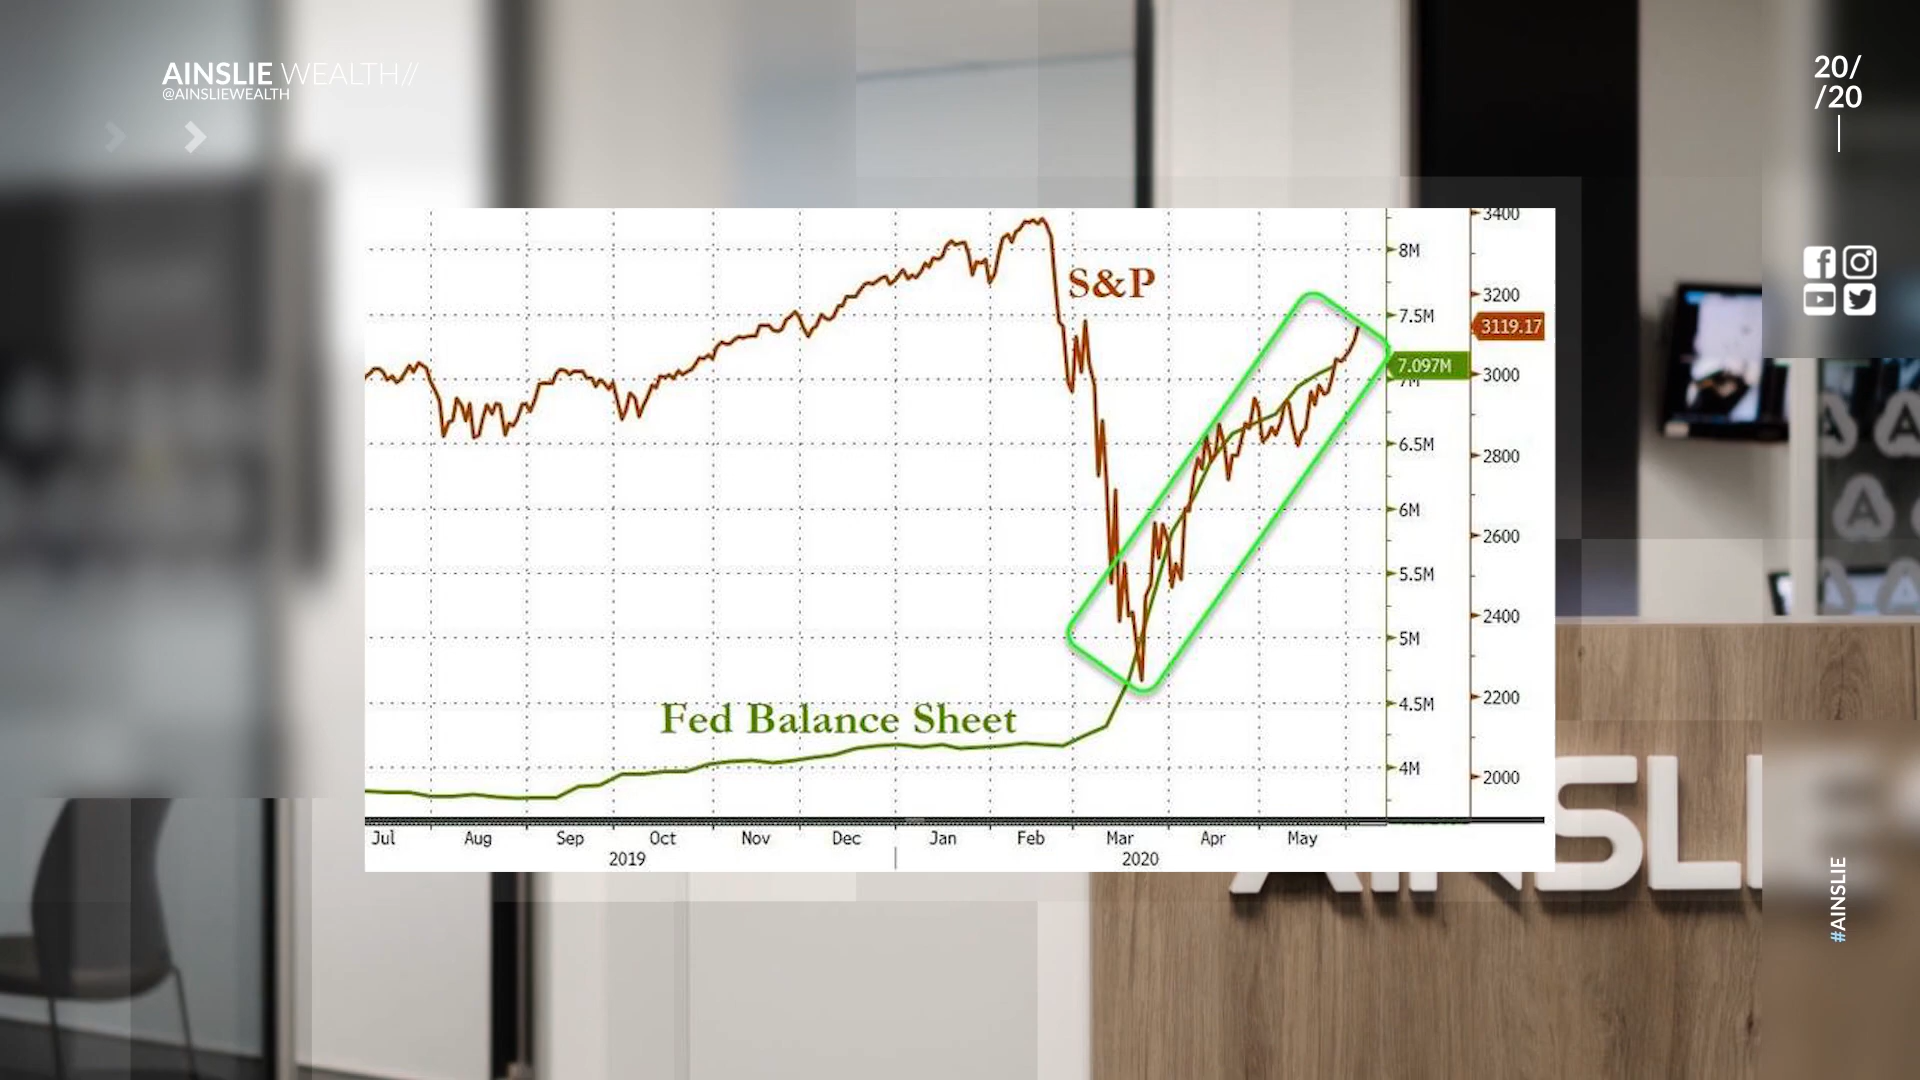 AINSLIE WEALTH//
@AINSLIEWEALTH
20/
/20
S&P
Fed Balance Sheet
8M
7.5M
7.097M
7M
6.5M
6M
5.5M
5M
4.5M
4M
3400
3200
3119.17
3000
2800
2600
2400
2200
2000
Jul Aug Sep Oct Nov Dec Jan Feb Mar Apr May
2019 2020
AINSLIE
#AINSLIE